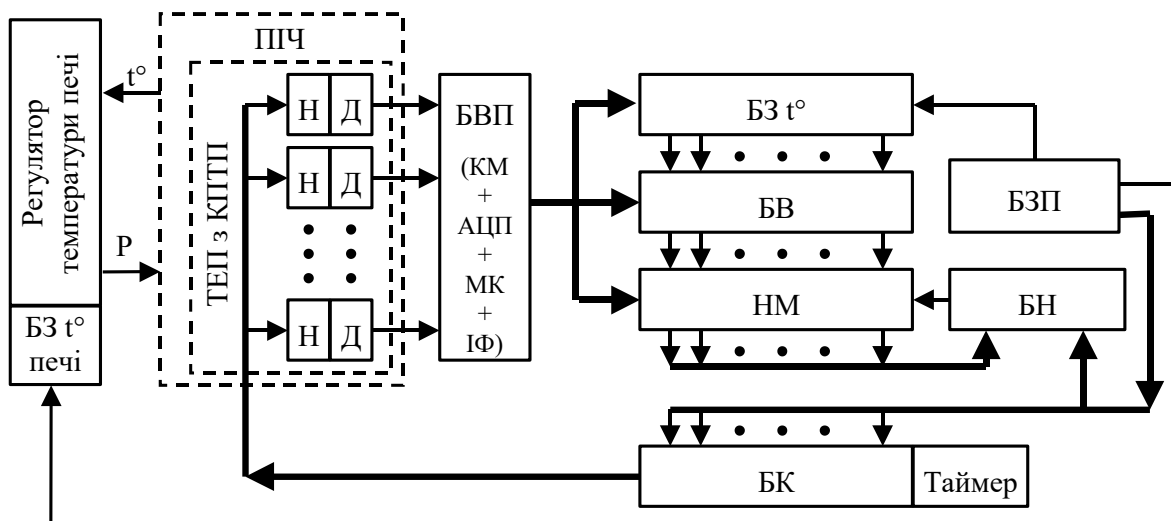 Регулятор
температури печі
БЗ t°
печі
t°
P
ПІЧ
ТЕП з КПТП
Н Д
Н Д
Н Д
БВП
(КМ
+
АЦП
+
МК
+
ІФ)
БЗ t°
БВ
НМ
БЗП
БН
БК
Таймер